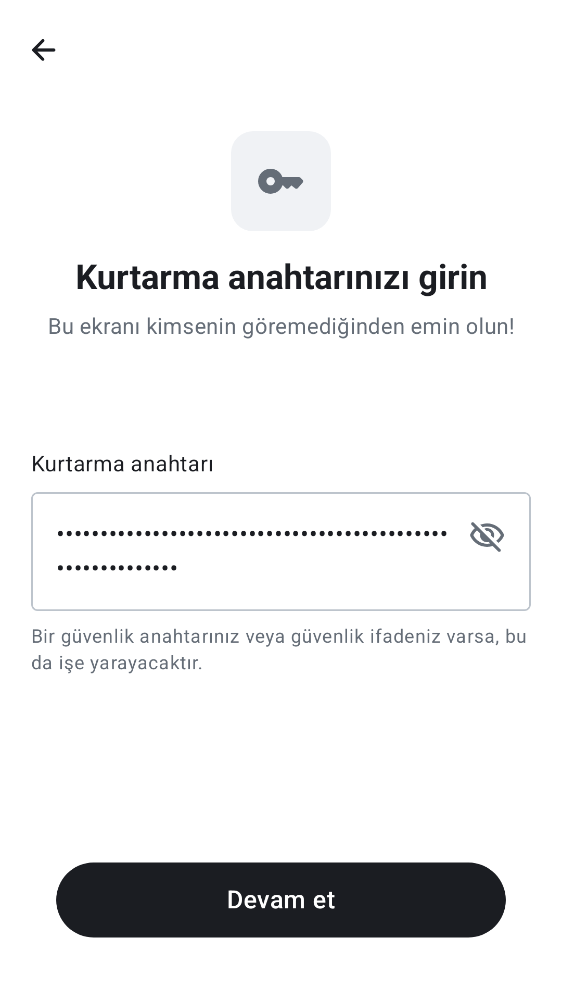 Kurtarma anahtarınızı girin
Bu ekranı kimsenin göremediğinden emin olun!
Kurtarma anahtarı
•••••••••••••••••••••••••••••••••••••••••••••
••••••••••••••
Bir güvenlik anahtarınız veya güvenlik ifadeniz varsa, bu
da işe yarayacaktır.
Devam et